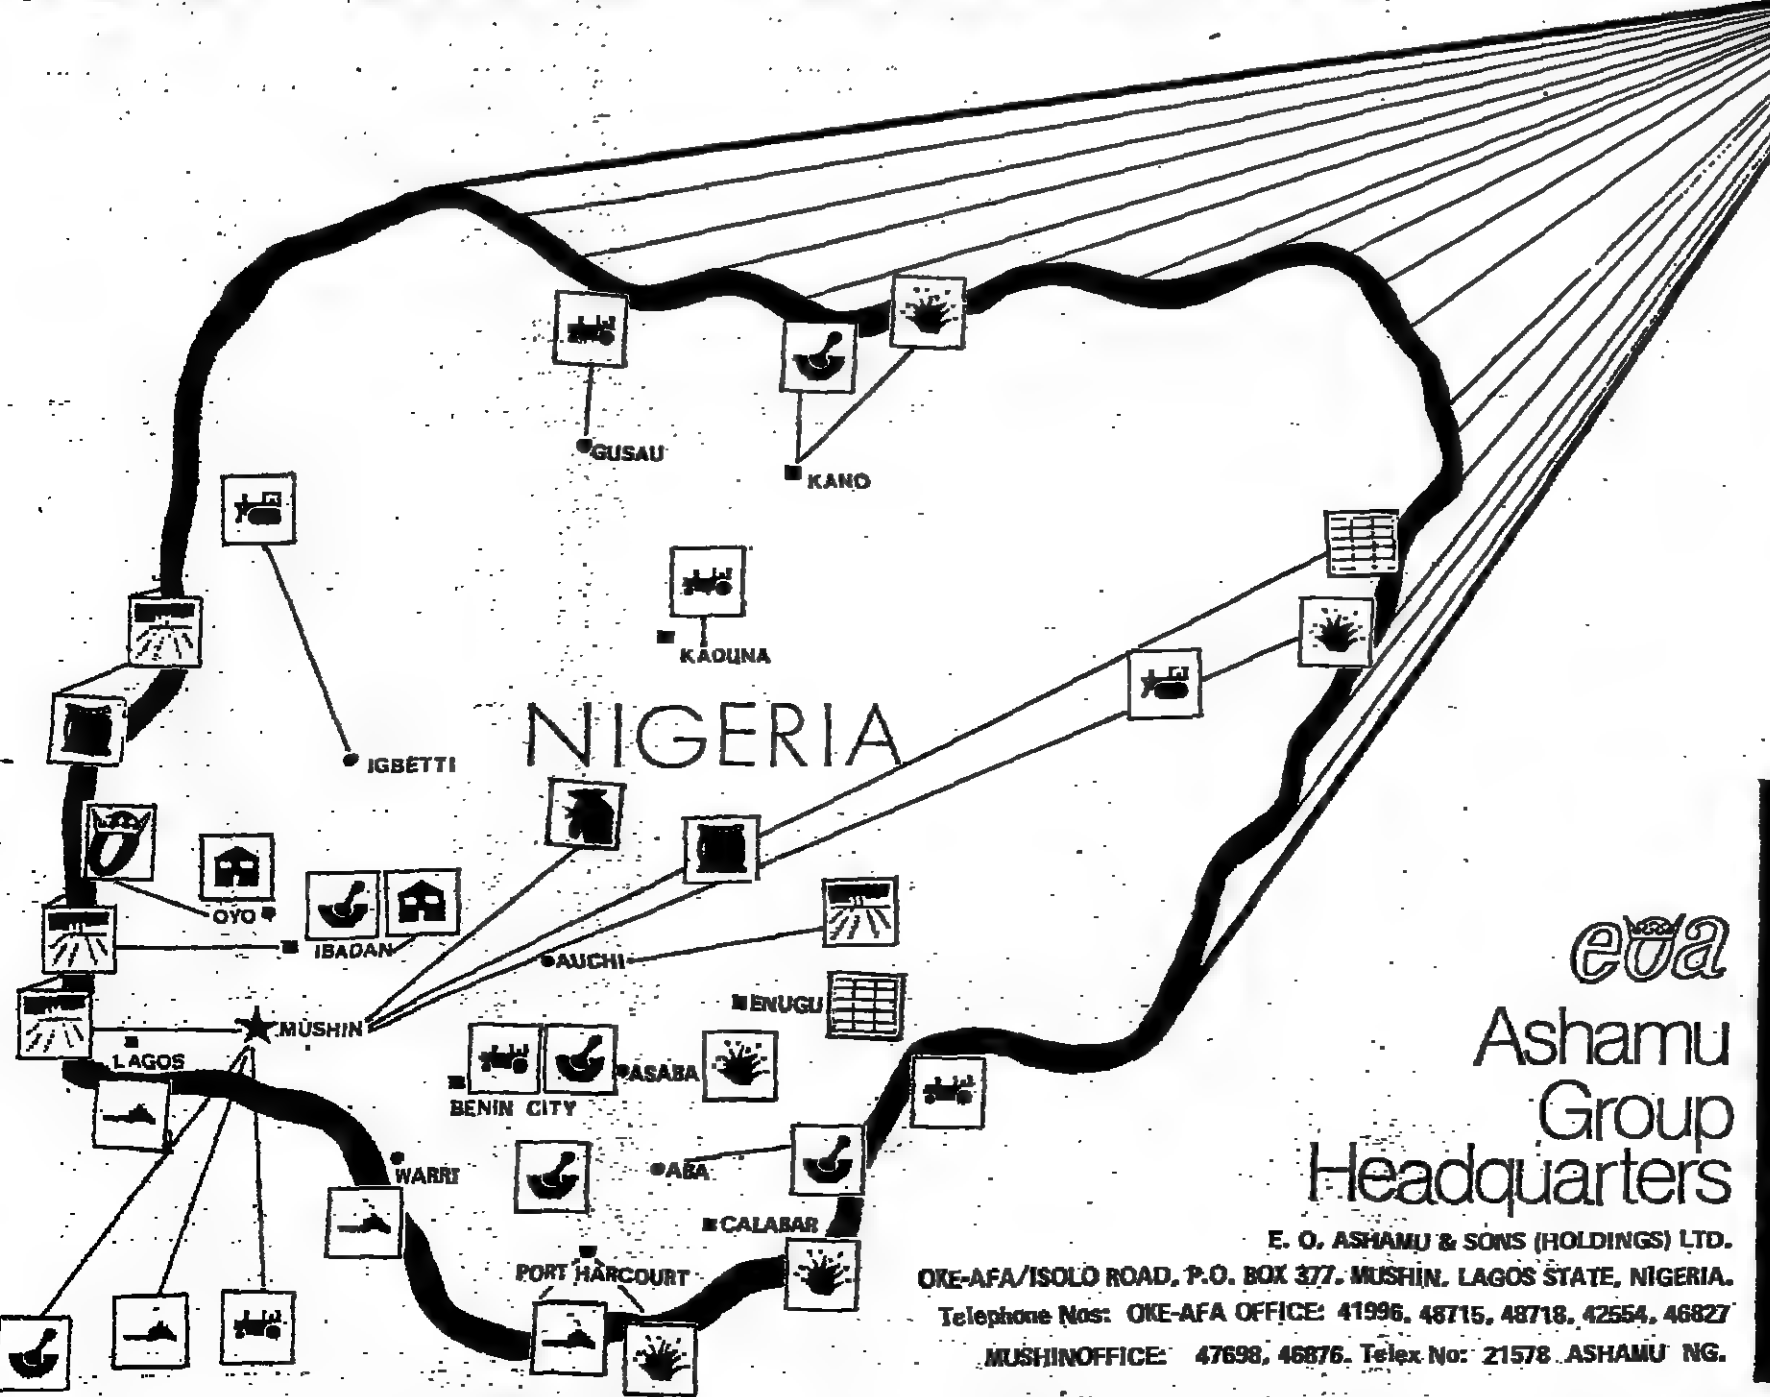 GUSAU
KANO
KAOUNA
NIGERIA
IGBETTI
OYO
IBADAN
AUCHI
ENUGU
MUSHIN
LAGOS
ASABA
BENIN CITY
WARRI
ABA
CALABAR
PORT HARCOURT
eva
Ashamu
Group
Headquarters
E. O. ASHAMU & SONS (HOLDINGS) LTD.
OKE-AFA/ISOLO ROAD, P.O. BOX 377. MUSHIN. LAGOS STATE, NIGERIA.
Telephone Nos: OKE-AFA OFFICE: 41996, 48715, 48718, 42554, 46827
MUSHINOFFICE: 47698, 46876. Telex No: 21578 ASHAMU NG.